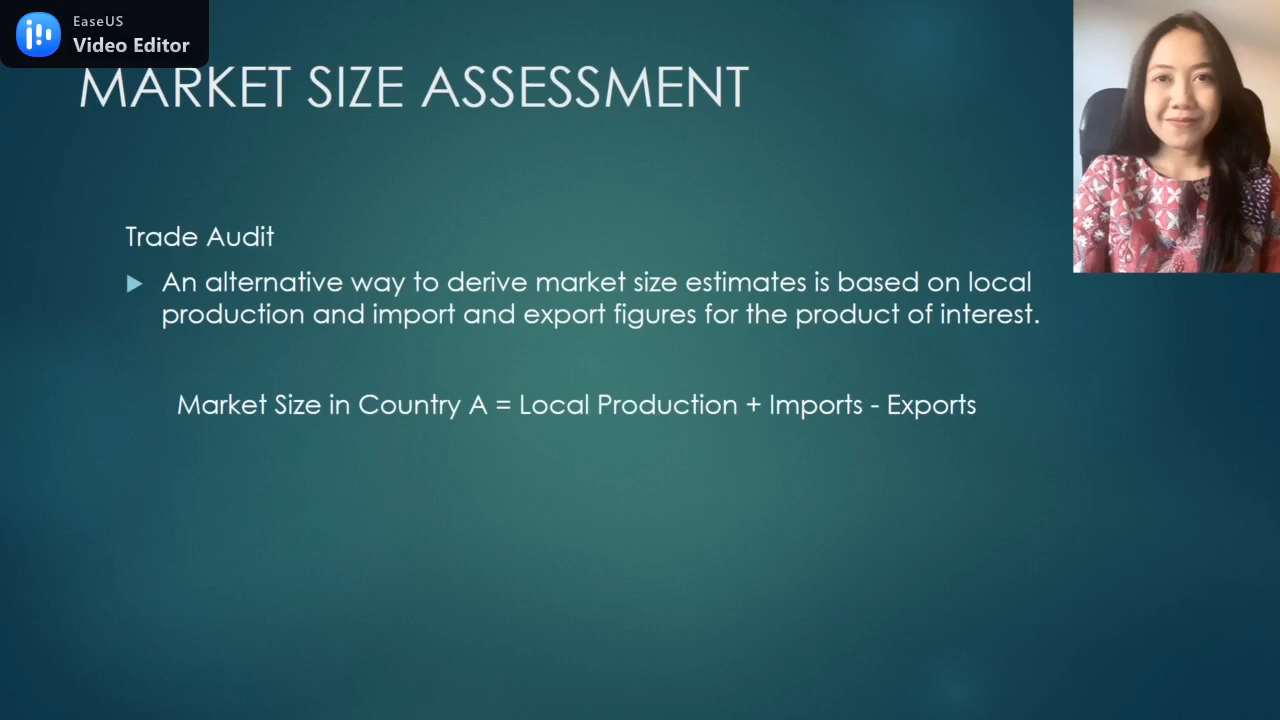 EaseUS
Video Editor
MARKET SIZE ASSESSMENT
Trade Audit
An alternative way to derive market size estimates is based on local
production and import and export figures for the product of interest.
Market Size in Country A = Local Production + Imports - Exports